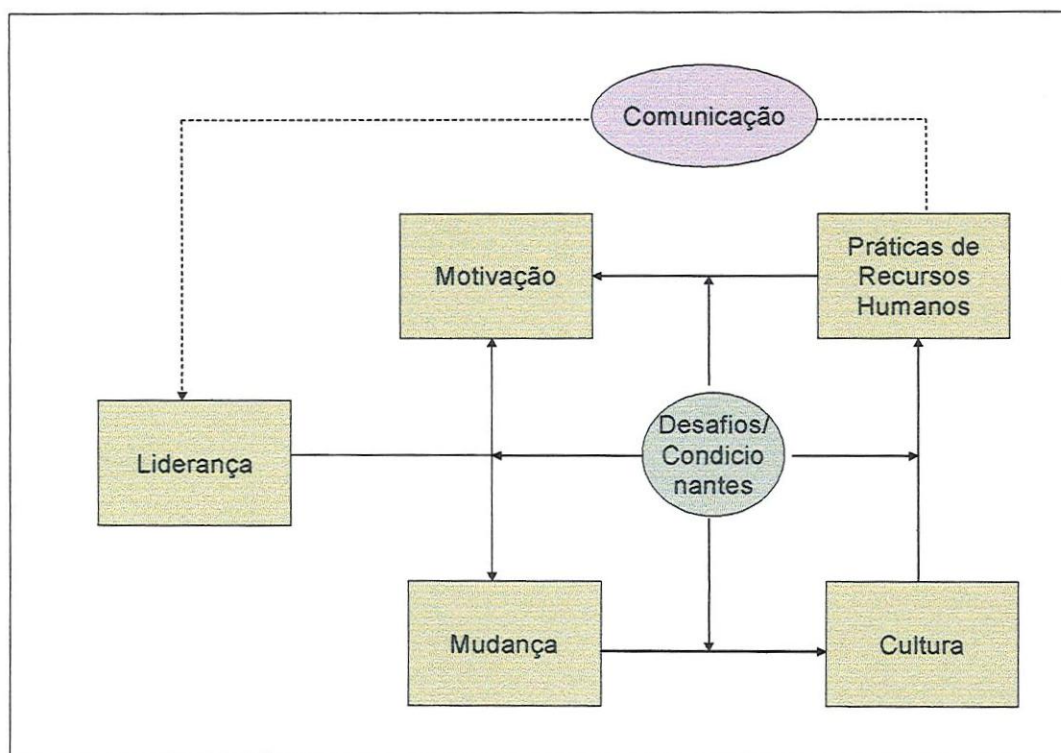 Comunicação
Motivação
Práticas de
Recursos
Humanos
Liderança
Desafios/
Condicio
nantes
Mudança
Cultura